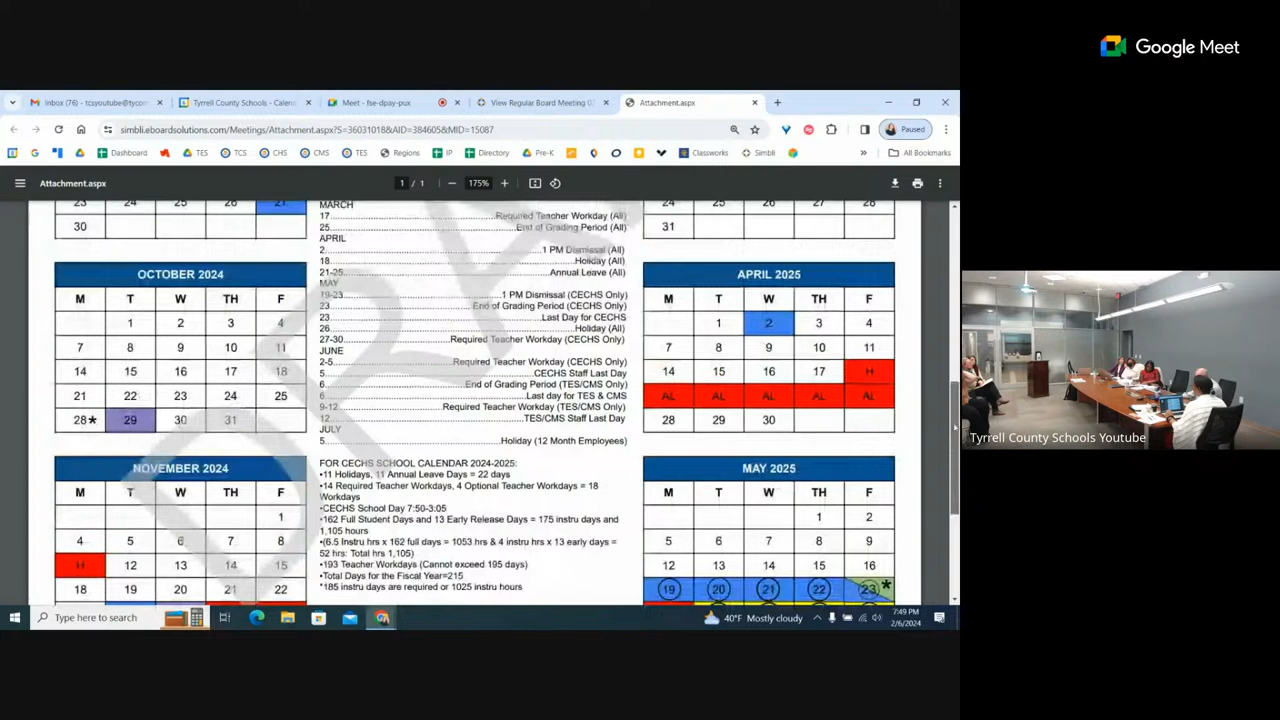 Google Meet
Inbox (76) - tcsyoutube@tycom
Tyrrell County Schools - Calend
Meet - fse-dpay-pux
View Regular Board Meeting 02
Attachment.aspx
simbli.eboardsolutions.com/Meetings/Attachment.aspx?S=36031018&AID=384605&MID=15087
Paused
Dashboard TES TCS CHS CMS TES Regions IP Directory Pre-K Classworks Simbli » All Bookmarks
Attachment.aspx 1 / 1 175%
23 24 25 26 27
30
OCTOBER 2024
M T W TH F
1 2 3 4
7 8 9 10 11
14 15 16 17 18
21 22 23 24 25
28* 29 30 31
NOVEMBER 2024
M T W TH F
1
4 5 6 7 8
H 12 13 14 15
18 19 20 21 22
MARCH
17 Required Teacher Workday (All)
25 End of Grading Period (All)
APRIL
2 1 PM Dismissal (All)
18 Holiday (All)
21-25 Annual Leave (All)
MAY
19-23 1 PM Dismissal (CECHS Only)
23 End of Grading Period (CECHS Only)
23 Last Day for CECHS
26 Holiday (All)
27-30 Required Teacher Workday (CECHS Only)
JUNE
2-5 Required Teacher Workday (CECHS Only)
5 CECHS Staff Last Day
6 End of Grading Period (TES/CMS Only)
6 Last day for TES & CMS
9-12 Required Teacher Workday (TES/CMS Only)
12 TES/CMS Staff Last Day
JULY
5 Holiday (12 Month Employees)
FOR CECHS SCHOOL CALENDAR 2024-2025:
•11 Holidays, 11 Annual Leave Days = 22 days
•14 Required Teacher Workdays, 4 Optional Teacher Workdays = 18
Workdays
•CECHS School Day 7:50-3:05
•162 Full Student Days and 13 Early Release Days = 175 instru days and
1,105 hours
•(6.5 Instru hrs x 162 full days = 1053 hrs & 4 instru hrs x 13 early days =
52 hrs: Total hrs 1,105)
•193 Teacher Workdays (Cannot exceed 195 days)
•Total Days for the Fiscal Year=215
*185 instru days are required or 1025 instru hours
24 25 26 27 28
31
APRIL 2025
M T W TH F
1 2 3 4
7 8 9 10 11
14 15 16 17 H
AL AL AL AL AL
28 29 30
MAY 2025
M T W TH F
1 2
5 6 7 8 9
12 13 14 15 16
19 20 21 22 23*
DRA
Type here to search
40°F Mostly cloudy
7:49 PM
2/6/2024
Tyrrell County Schools Youtube